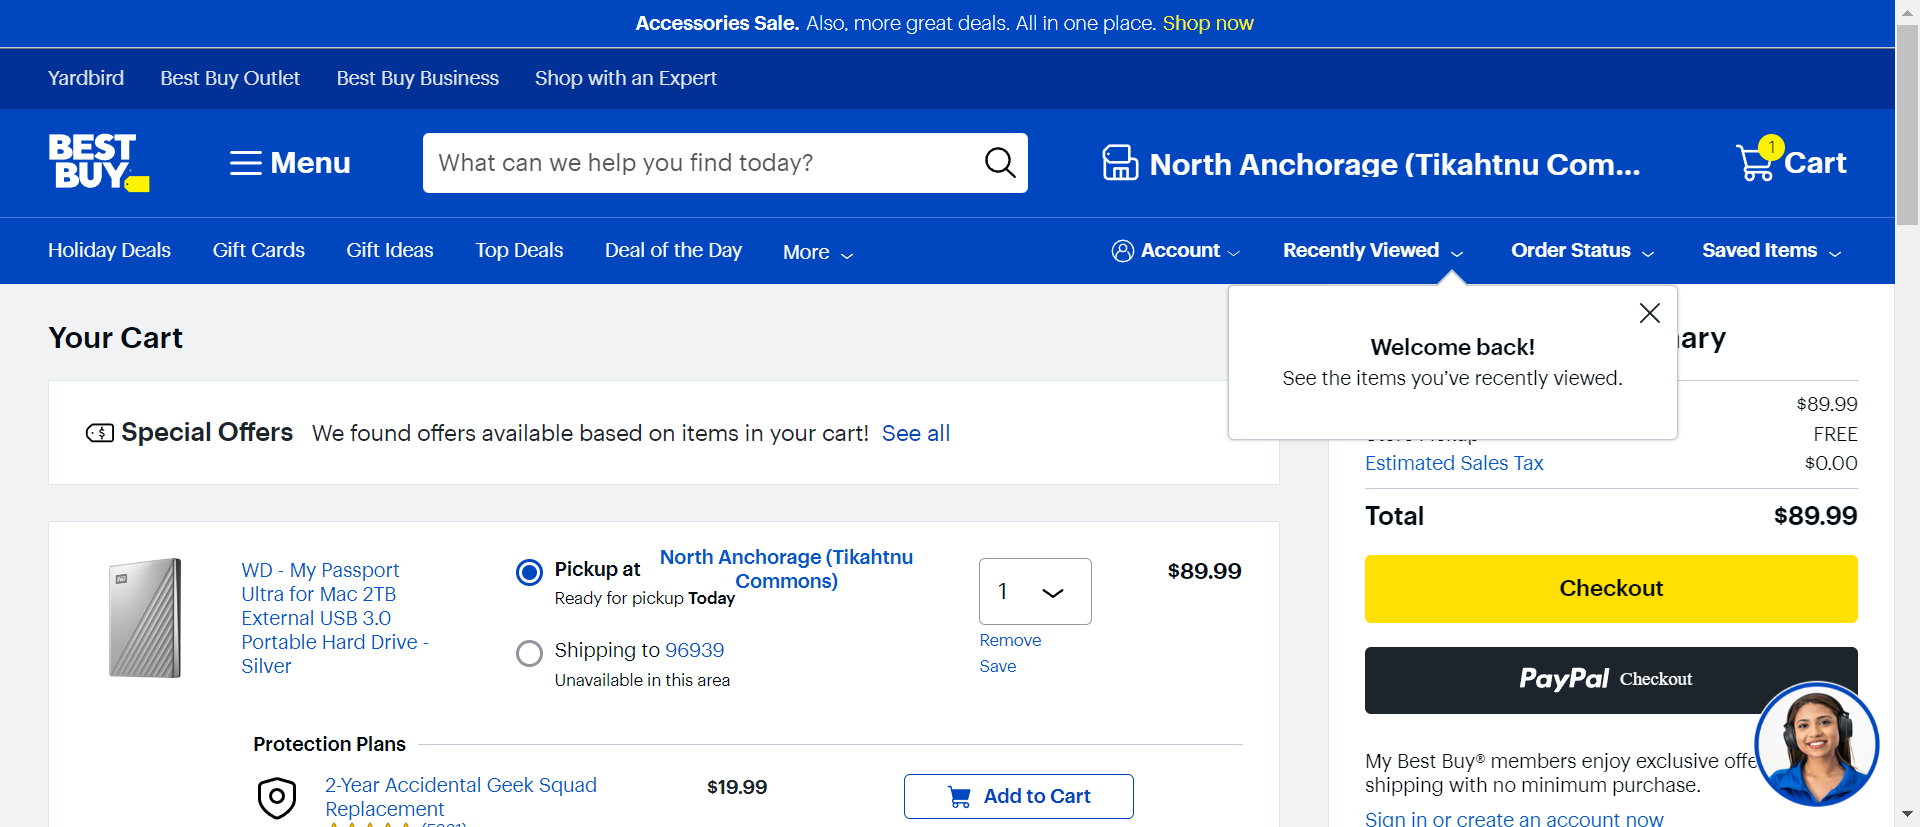 Accessories Sale. Also, more great deals. All in one place. Shop now
Yardbird Best Buy Outlet Best Buy Business Shop with an Expert
BEST BUY
Menu
What can we help you find today?
North Anchorage (Tikahtnu Com...
1
Cart
Holiday Deals Gift Cards Gift Ideas Top Deals Deal of the Day More
Account Recently Viewed Order Status Saved Items
Welcome back!
See the items you've recently viewed.
Your Cart
Special Offers We found offers available based on items in your cart! See all
WD
WD - My Passport
Ultra for Mac 2TB
External USB 3.0
Portable Hard Drive -
Silver
Pickup at North Anchorage (Tikahtnu
Commons)
Ready for pickup Today
Shipping to 96939
Unavailable in this area
1
Remove
Save
$89.99
Protection Plans
2-Year Accidental Geek Squad
Replacement
$19.99
Add to Cart
$89.99
FREE
Estimated Sales Tax $0.00
Total $89.99
Checkout
PayPal Checkout
My Best Buy® members enjoy exclusive offe
shipping with no minimum purchase.
Sign in or create an account now